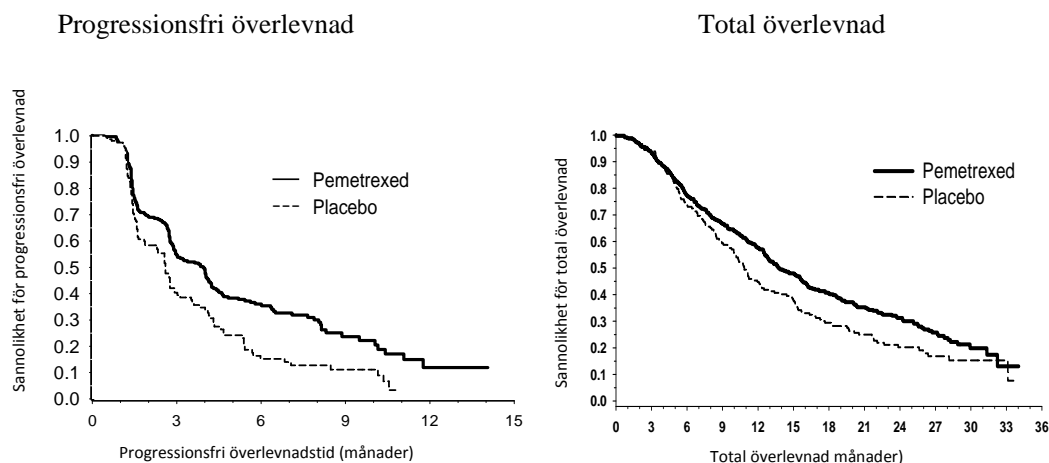 Progressionsfri överlevnad
Sannolikhet för progressionsfri överlevnad
1.0
0.9
0.8
0.7
0.6
0.5
0.4
0.3
0.2
0.1
0.0
Pemetrexed
Placebo
0 3 6 9 12 15
Progressionsfri överlevnadstid (månader)
Total överlevnad
Sannolikhet för total överlevnad
1.0
0.9
0.8
0.7
0.6
0.5
0.4
0.3
0.2
0.1
0.0
Pemetrexed
Placebo
0 3 6 9 12 15 18 21 24 27 30 33 36
Total överlevnad månader)